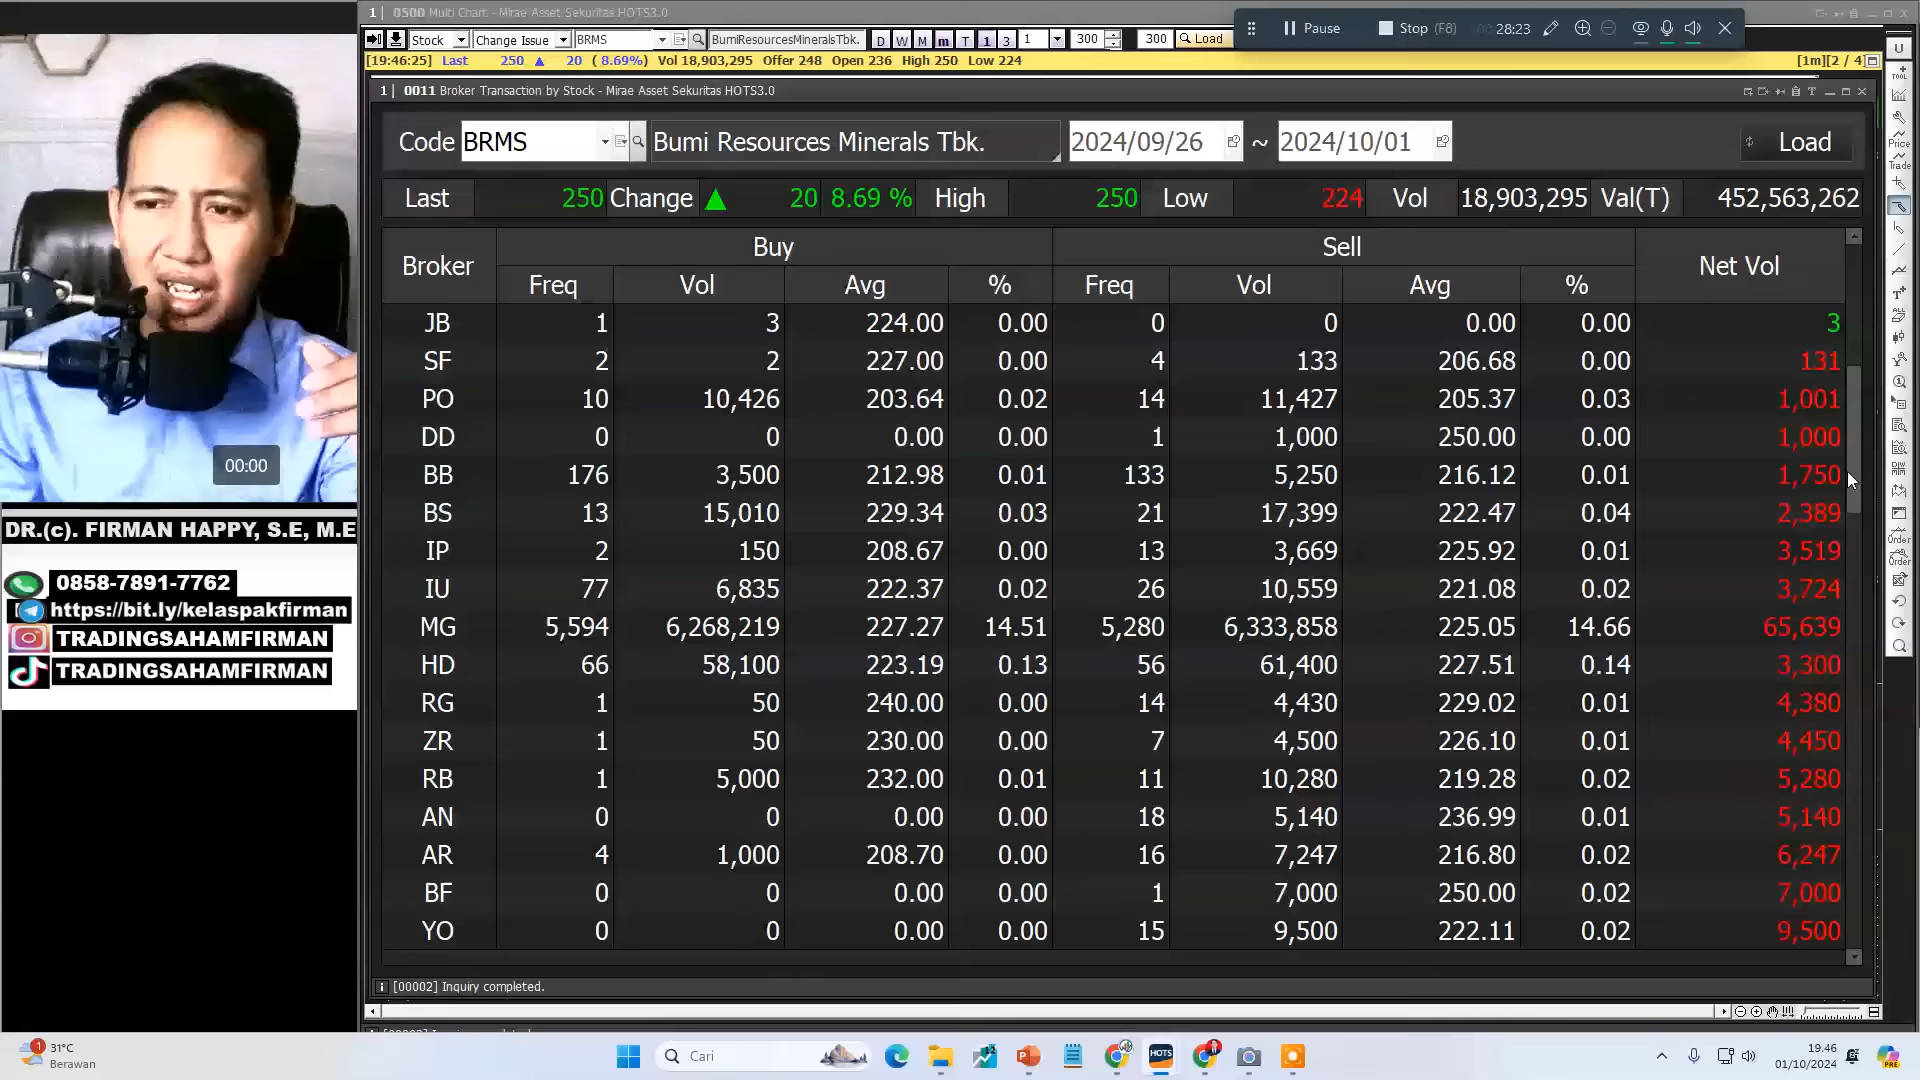 1 | 0500 Multi Chart - Mirae Asset Sekuritas HOTS3.0
Pause Stop (F8) 00:28:23
Stock Change Issue BRMS BumiResourcesMineralsTbk. D W M m T 1 3 1 300 300 Load
[19:46:25] Last 250 ▲ 20 ( 8.69%) Vol 18,903,295 Offer 248 Open 236 High 250 Low 224 [1m][2 / 4]
1 | 0011 Broker Transaction by Stock - Mirae Asset Sekuritas HOTS3.0
Code BRMS Bumi Resources Minerals Tbk. 2024/09/26 ~ 2024/10/01 Load
Last 250 Change ▲ 20 8.69 % High 250 Low 224 Vol 18,903,295 Val(T) 452,563,262
Broker Buy Sell Net Vol
Freq Vol Avg % Freq Vol Avg %
JB 1 3 224.00 0.00 0 0 0.00 0.00 3
SF 2 2 227.00 0.00 4 133 206.68 0.00 131
PO 10 10,426 203.64 0.02 14 11,427 205.37 0.03 1,001
DD 0 0 0.00 0.00 1 1,000 250.00 0.00 1,000
BB 176 3,500 212.98 0.01 133 5,250 216.12 0.01 1,750
BS 13 15,010 229.34 0.03 21 17,399 222.47 0.04 2,389
IP 2 150 208.67 0.00 13 3,669 225.92 0.01 3,519
IU 77 6,835 222.37 0.02 26 10,559 221.08 0.02 3,724
MG 5,594 6,268,219 227.27 14.51 5,280 6,333,858 225.05 14.66 65,639
HD 66 58,100 223.19 0.13 56 61,400 227.51 0.14 3,300
RG 1 50 240.00 0.00 14 4,430 229.02 0.01 4,380
ZR 1 50 230.00 0.00 7 4,500 226.10 0.01 4,450
RB 1 5,000 232.00 0.01 11 10,280 219.28 0.02 5,280
AN 0 0 0.00 0.00 18 5,140 236.99 0.01 5,140
AR 4 1,000 208.70 0.00 16 7,247 216.80 0.02 6,247
BF 0 0 0.00 0.00 1 7,000 250.00 0.02 7,000
YO 0 0 0.00 0.00 15 9,500 222.11 0.02 9,500
[00002] Inquiry completed.
00:00
DR.(c). FIRMAN HAPPY, S.E, M.E
0858-7891-7762
https://bit.ly/kelaspakfirman
TRADINGSAHAMFIRMAN
TRADINGSAHAMFIRMAN
U
TOOL
Price
Trade
Order
Order
1
31°C
Berawan
Cari
HOTS
19.46
01/10/2024
PRE